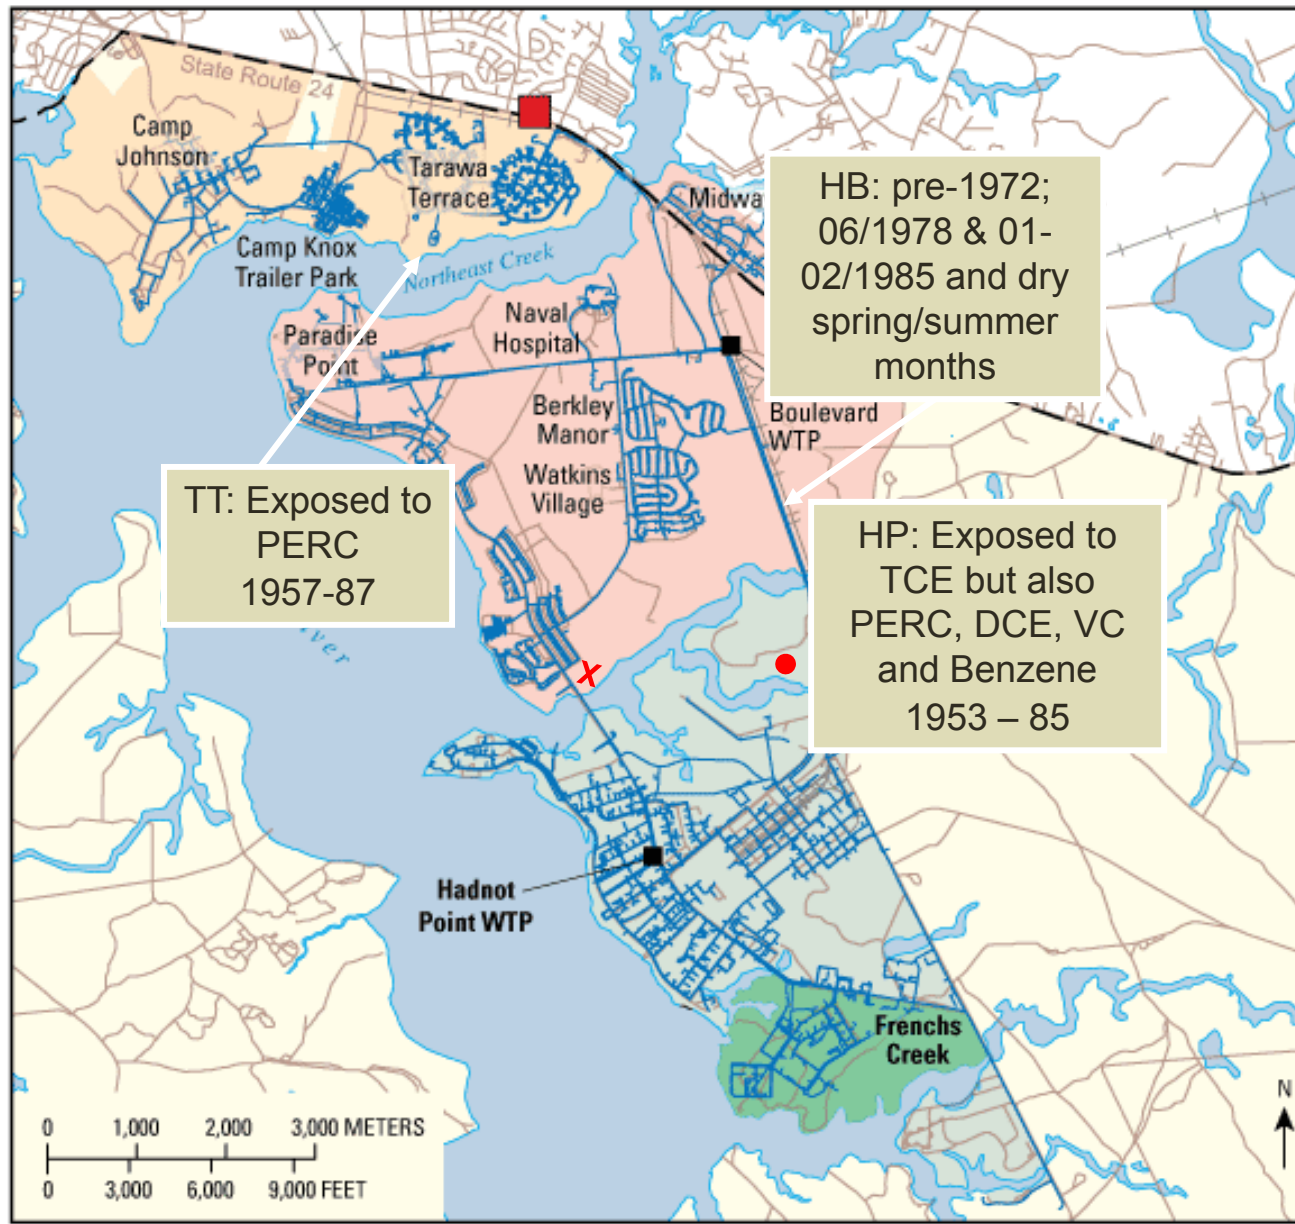 State Route 24
Camp
Johnson
Tarawa
Terrace
Camp Knox
Trailer Park
Northeast Creek
Midwa
HB: pre-1972;
06/1978 & 01-
02/1985 and dry
spring/summer
months
Paradise
Point
Naval
Hospital
Berkley
Manor
Boulevard
WTP
Watkins
Village
TT: Exposed to
PERC
1957-87
HP: Exposed to
TCE but also
PERC, DCE, VC
and Benzene
1953 – 85
ver
X
Hadnot
Point WTP
Frenchs
Creek
N
0 1,000 2,000 3,000 METERS
0 3,000 6,000 9,000 FEET